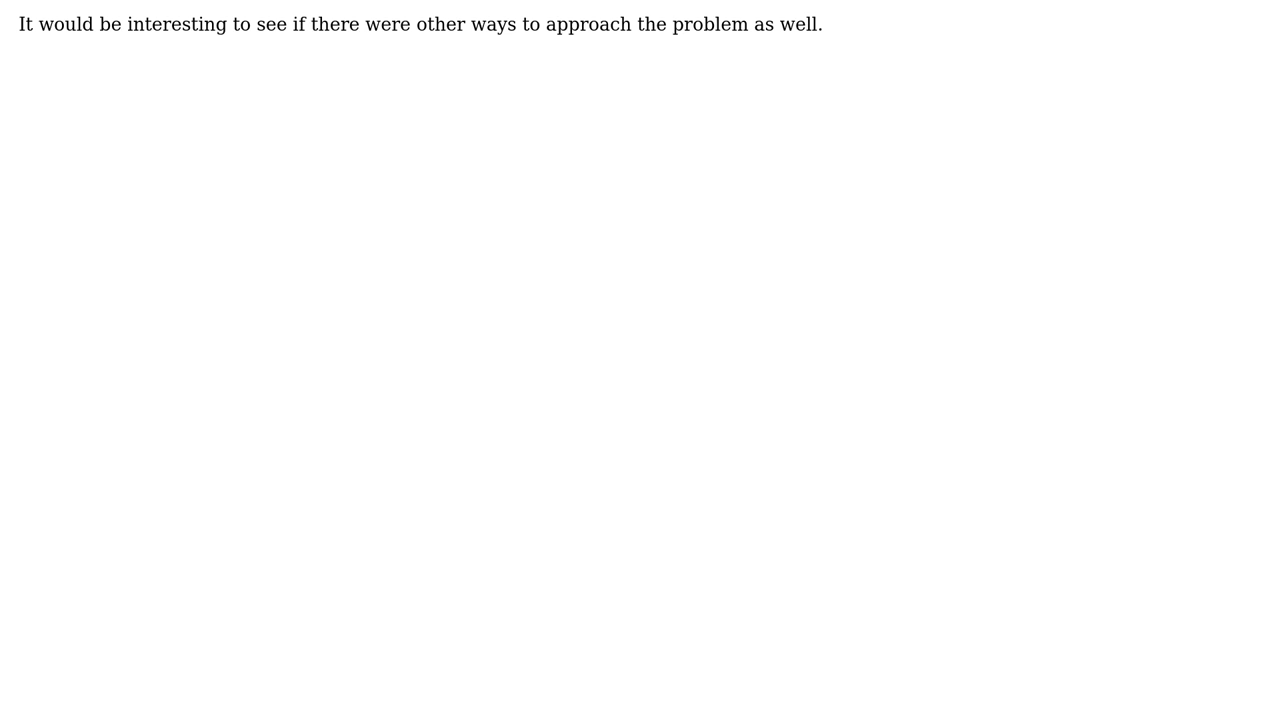 It would be interesting to see if there were other ways to approach the problem as well.